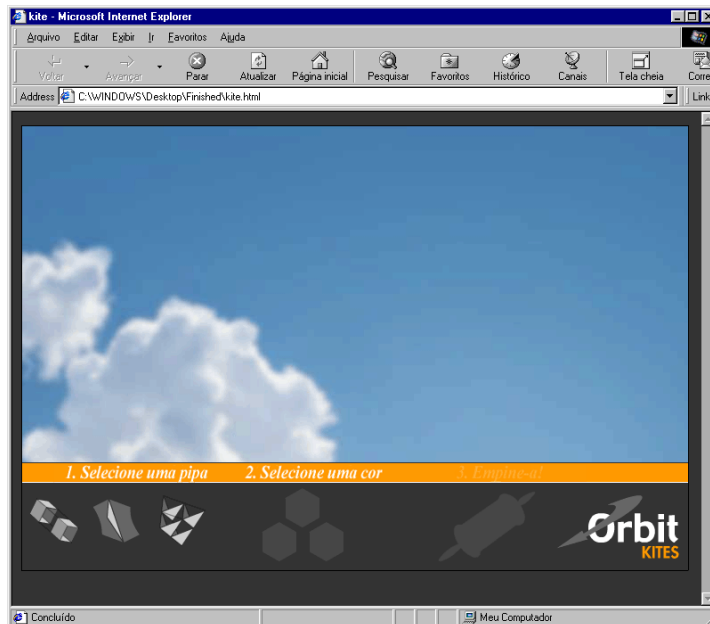 kite - Microsoft Internet Explorer
Arquivo Editar Exibir Ir Favoritos Ajuda
Voltar Avançar Parar Atualizar Página inicial Pesquisar Favoritos Histórico Canais Tela cheia Corre
Address C:\WINDOWS\Desktop\Finished\kite.html Link
1. Selecione uma pipa 2. Selecione uma cor 3. Empine-a!
Orbit
KITES
Concluído Meu Computador